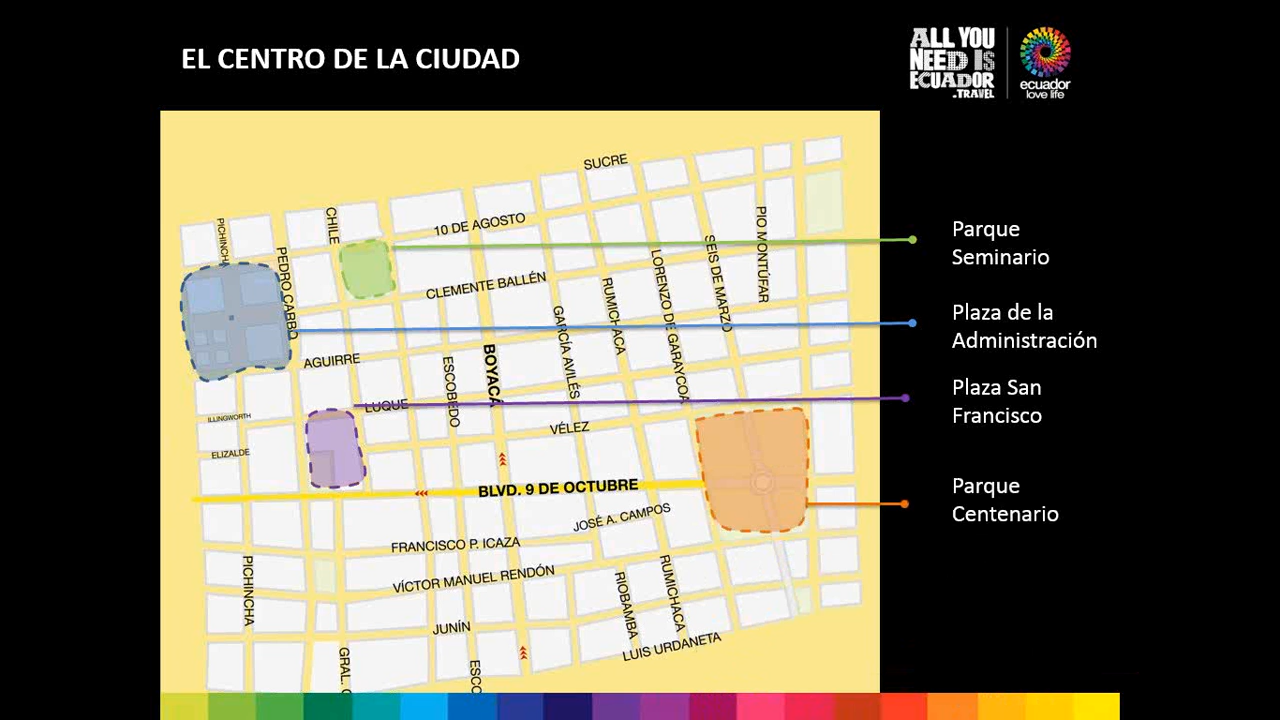 EL CENTRO DE LA CIUDAD
ALL YOU
NEED IS
ECUADOR
.TRAVEL
ecuador
love life
SUCRE
PICHINCHA
CHILE
10 DE AGOSTO
PIO MONTÚFAR
PEDRO CARBO
SEIS DE MARZO
LORENZO DE GARAYCOA
CLEMENTE BALLÉN
RUMICHACA
GARCÍA AVILÉS
AGUIRRE
BOYACÁ
ESCOBEDO
LUQUE
ILLINGWORTH
VÉLEZ
ELIZALDE
BLVD. 9 DE OCTUBRE
JOSÉ A. CAMPOS
FRANCISCO P. ICAZA
PICHINCHA
VÍCTOR MANUEL RENDÓN
RIOBAMBA
RUMICHACA
JUNÍN
LUIS URDANETA
GRAL. C
ESCO
Parque
Seminario
Plaza de la
Administración
Plaza San
Francisco
Parque
Centenario